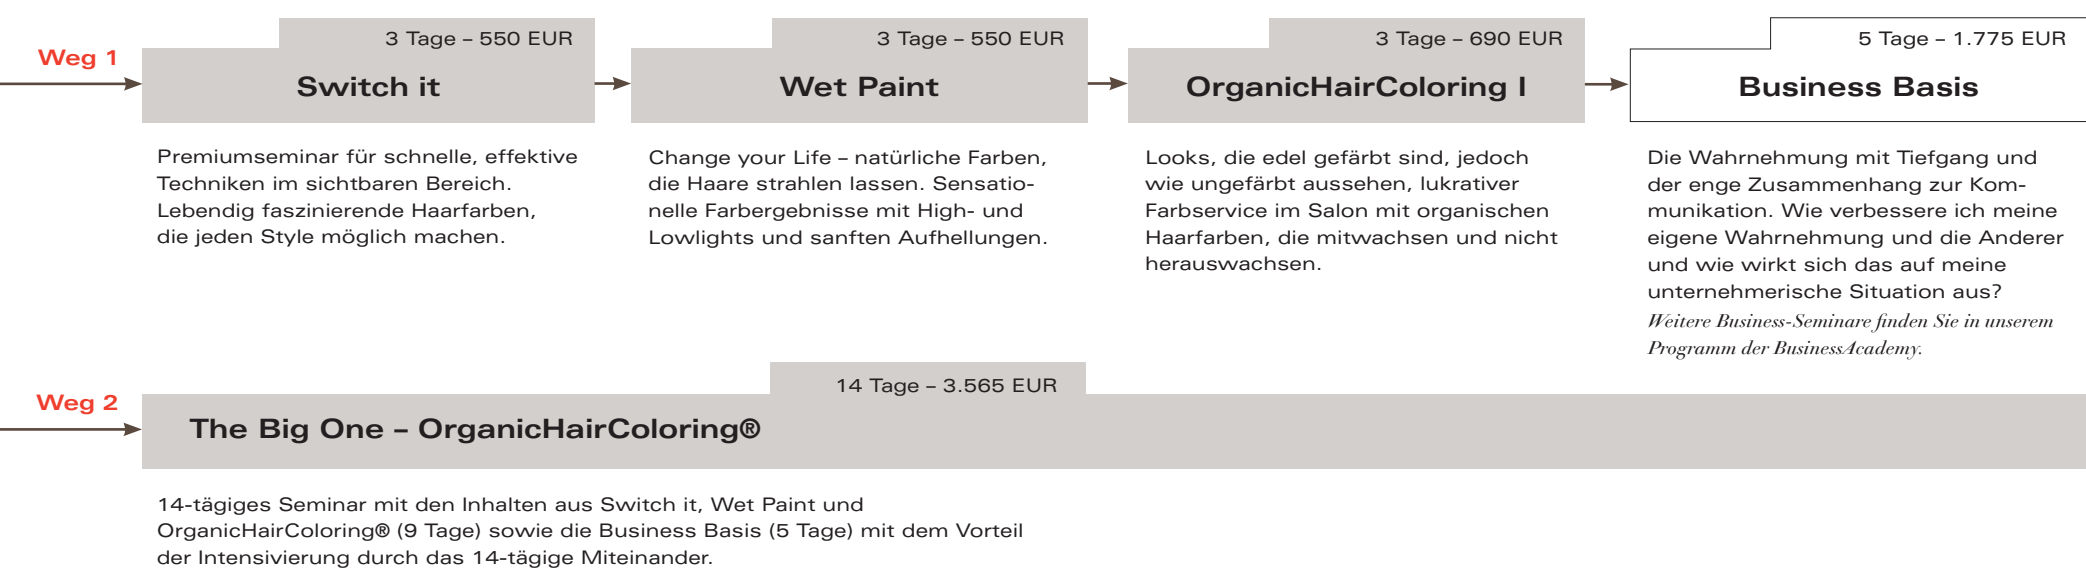 Weg 1
3 Tage – 550 EUR
Switch it
Premiumseminar für schnelle, effektive
Techniken im sichtbaren Bereich.
Lebendig faszinierende Haarfarben,
die jeden Style möglich machen.
3 Tage – 550 EUR
Wet Paint
Change your Life – natürliche Farben,
die Haare strahlen lassen. Sensatio-
nelle Farbergebnisse mit High- und
Lowlights und sanften Aufhellungen.
3 Tage – 690 EUR
OrganicHairColoring I
Looks, die edel gefärbt sind, jedoch
wie ungefärbt aussehen, lukrativer
Farbservice im Salon mit organischen
Haarfarben, die mitwachsen und nicht
herauswachsen.
5 Tage – 1.775 EUR
Business Basis
Die Wahrnehmung mit Tiefgang und
der enge Zusammenhang zur Kom-
munikation. Wie verbessere ich meine
eigene Wahrnehmung und die Anderer
und wie wirkt sich das auf meine
unternehmerische Situation aus?
Weitere Business-Seminare finden Sie in unserem
Programm der BusinessAcademy.
Weg 2
14 Tage – 3.565 EUR
The Big One – OrganicHairColoring®
14-tägiges Seminar mit den Inhalten aus Switch it, Wet Paint und
OrganicHairColoring® (9 Tage) sowie die Business Basis (5 Tage) mit dem Vorteil
der Intensivierung durch das 14-tägige Miteinander.